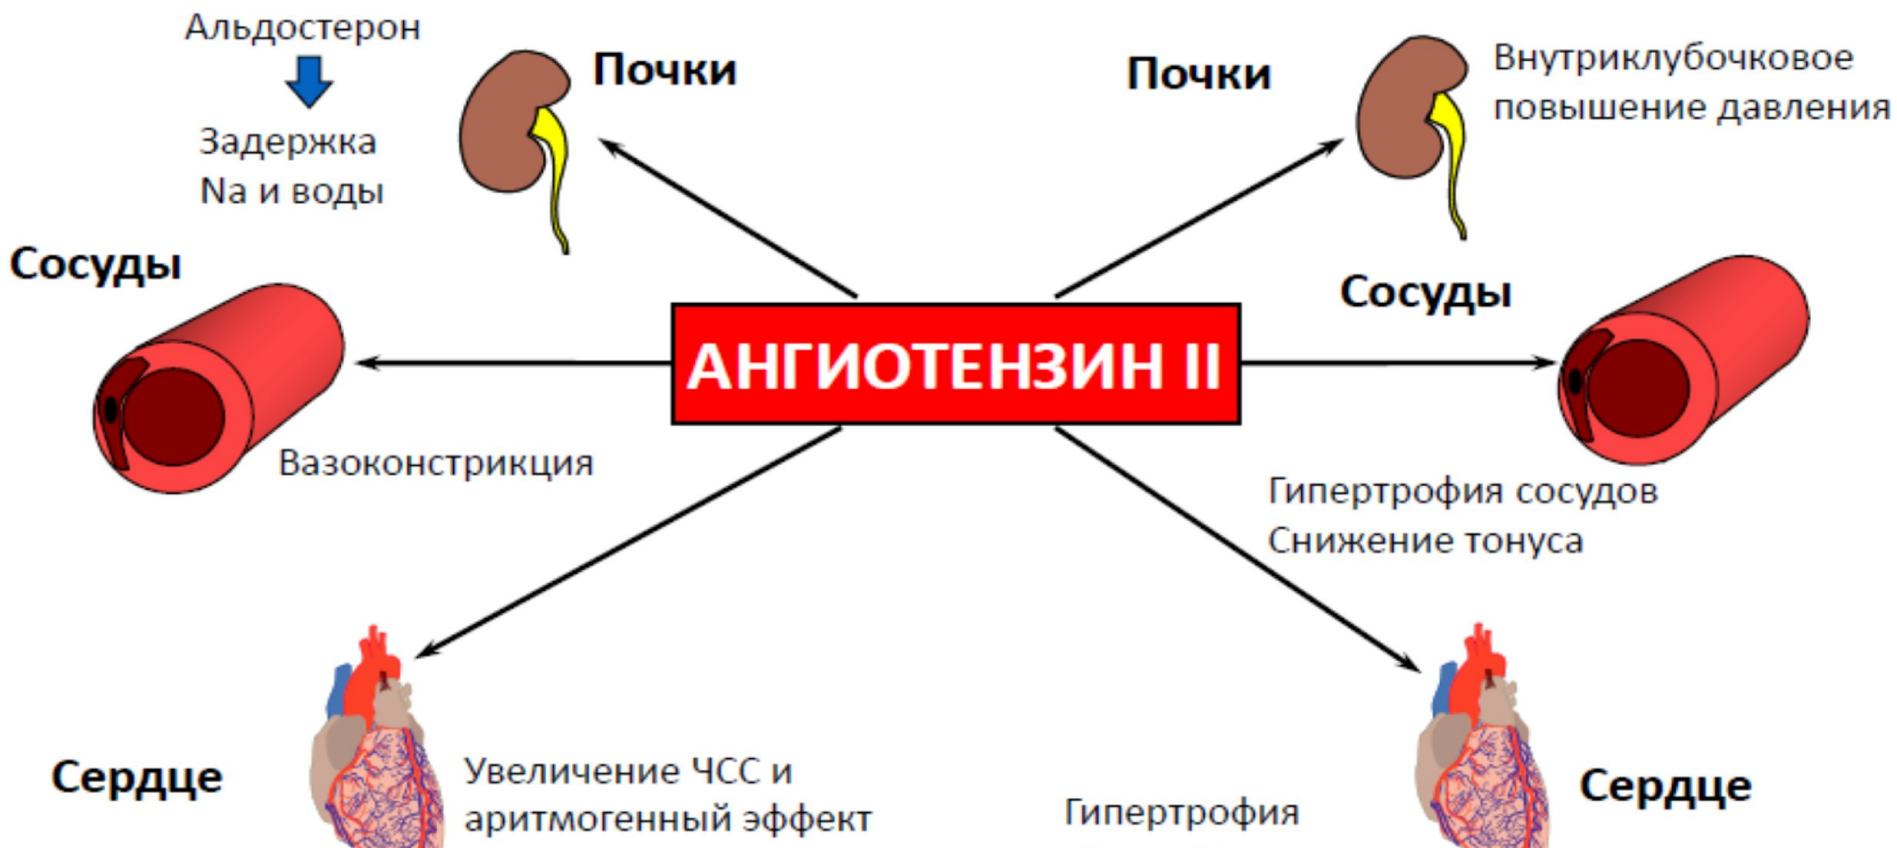 Альдостерон
Задержка
Na и воды
Почки
Почки
Внутриклубочковое
повышение давления
Сосуды
Сосуды
АНГИОТЕНЗИН II
Вазоконстрикция
Гипертрофия сосудов
Снижение тонуса
Сердце
Увеличение ЧСС и
аритмогенный эффект
Гипертрофия
Сердце